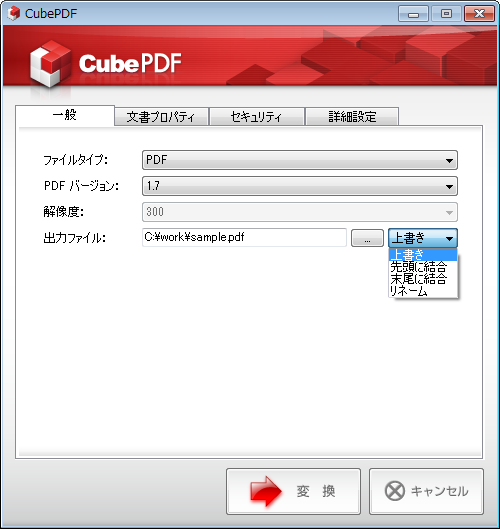 CubePDF
CubePDF
一般 文書プロパティ セキュリティ 詳細設定
ファイルタイプ: PDF
PDF バージョン: 1.7
解像度: 300
出力ファイル: C:¥work¥sample.pdf ... 上書き
上書き
先頭に結合
末尾に結合
リネーム
変 換 キャンセル